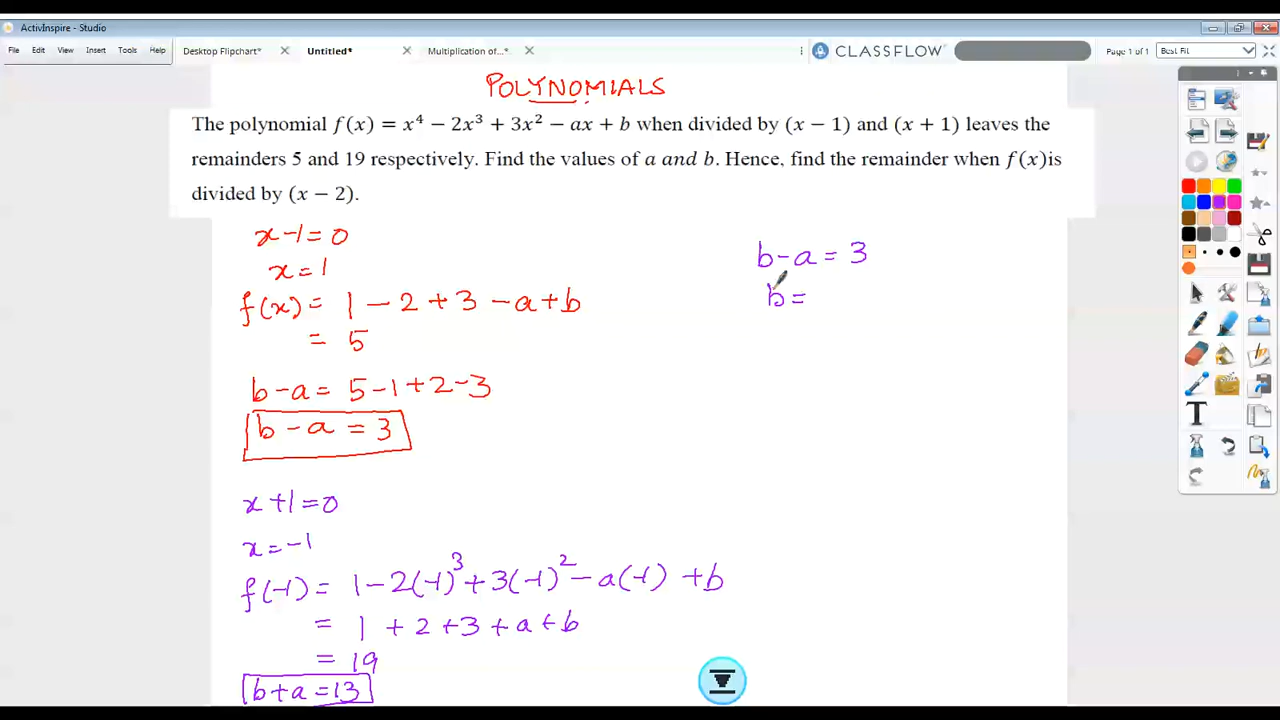 ActivInspire - Studio
File Edit View Insert Tools Help Desktop Flipchart* Untitled* Multiplication of...* CLASSFLOW Page 1 of 1 Best Fit
POLYNOMIALS
The polynomial f(x) = x⁴ − 2x³ + 3x² − ax + b when divided by (x − 1) and (x + 1) leaves the
remainders 5 and 19 respectively. Find the values of a and b. Hence, find the remainder when f(x)is
divided by (x − 2).
x-1=0
x=1
f(x)= 1 - 2 + 3 - a + b
= 5
b-a= 5-1+2-3
b-a=3
x+1=0
x=-1
f(-1)= 1-2(-1)³+3(-1)²-a(-1)+b
= 1+2+3+a+b
= 19
b+a=13
b-a=3
b=
T